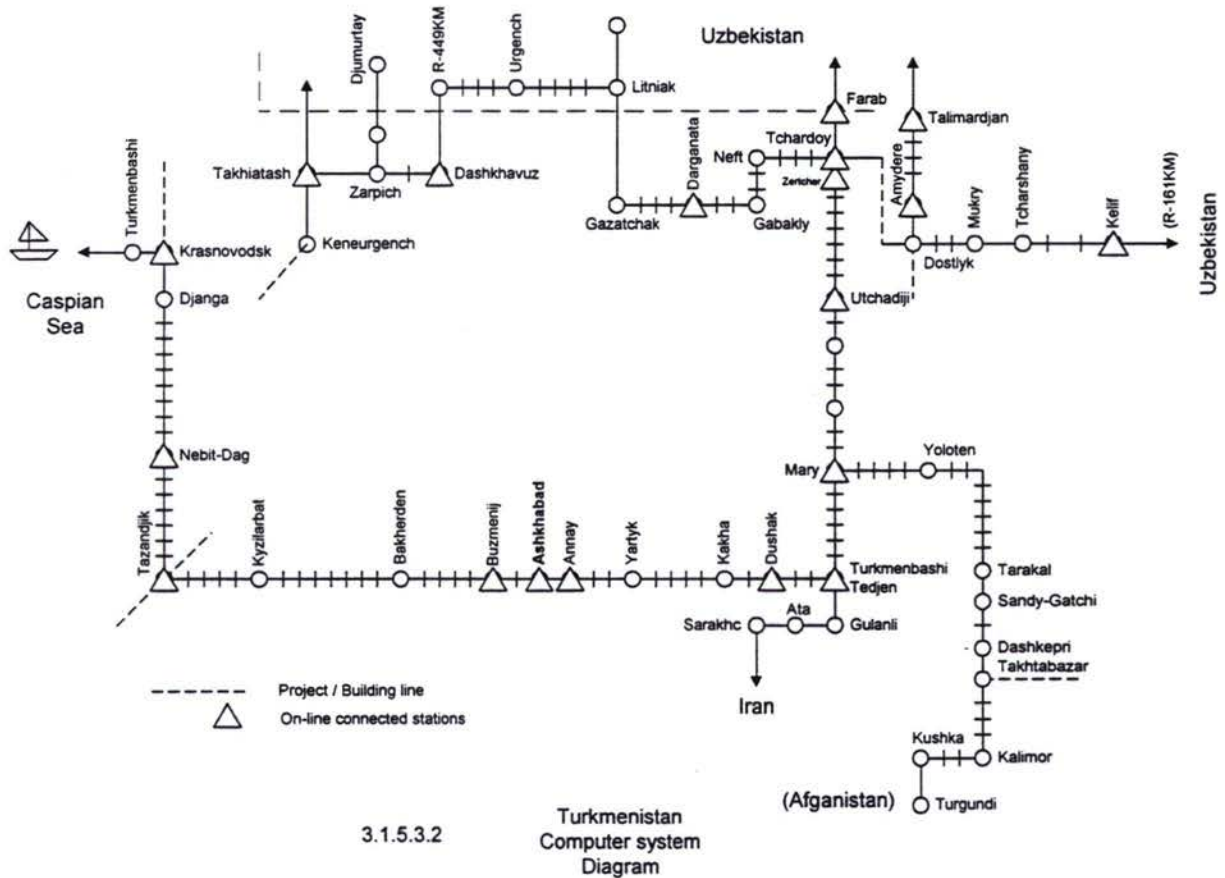 Uzbekistan
Djumurtay
R-449KM
Urgench
Litniak
Farab
Talimardjan
Turkmenbashi
Takhiatash
Zarpich
Dashkhavuz
Darganata
Neft
Tchardoy
Zericher
Amydere
Mukry
Tcharshany
Kelif
(R-161KM)
Gazatchak
Gabakly
Dostlyk
Uzbekistan
Krasnovodsk
Keneurgench
Caspian
Sea
Djanga
Utchadiji
Nebit-Dag
Mary
Yoloten
Tazandjik
Kyzilarbat
Bakherden
Buzmenij
Ashkhabad
Annay
Yartyk
Kakha
Dushak
Turkmenbashi
Tedjen
Tarakal
Sandy-Gatchi
Sarakhc
Ata
Gulanli
Dashkepri
Takhtabazar
Iran
Project / Building line
On-line connected stations
Kushka
Kalimor
(Afganistan)
Turgundi
3.1.5.3.2
Turkmenistan
Computer system
Diagram